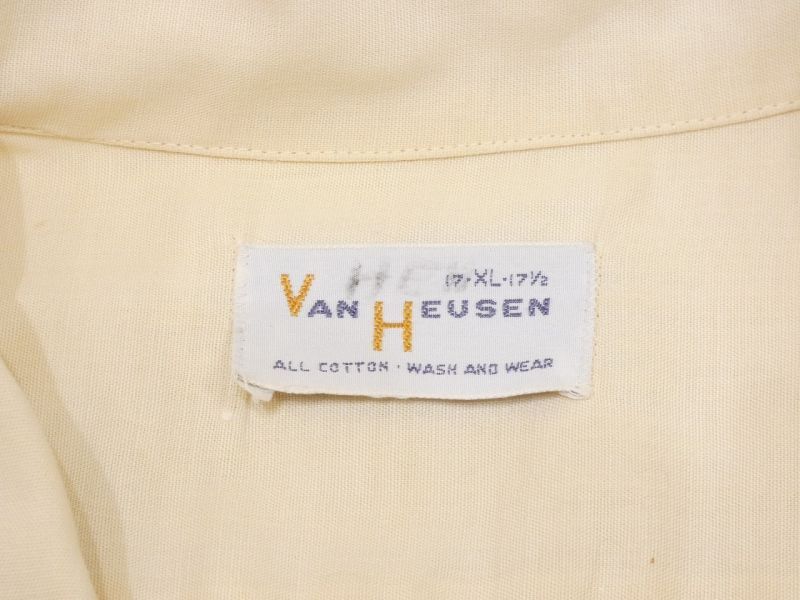 17·XL·17½
VAN HEUSEN
ALL COTTON · WASH AND WEAR